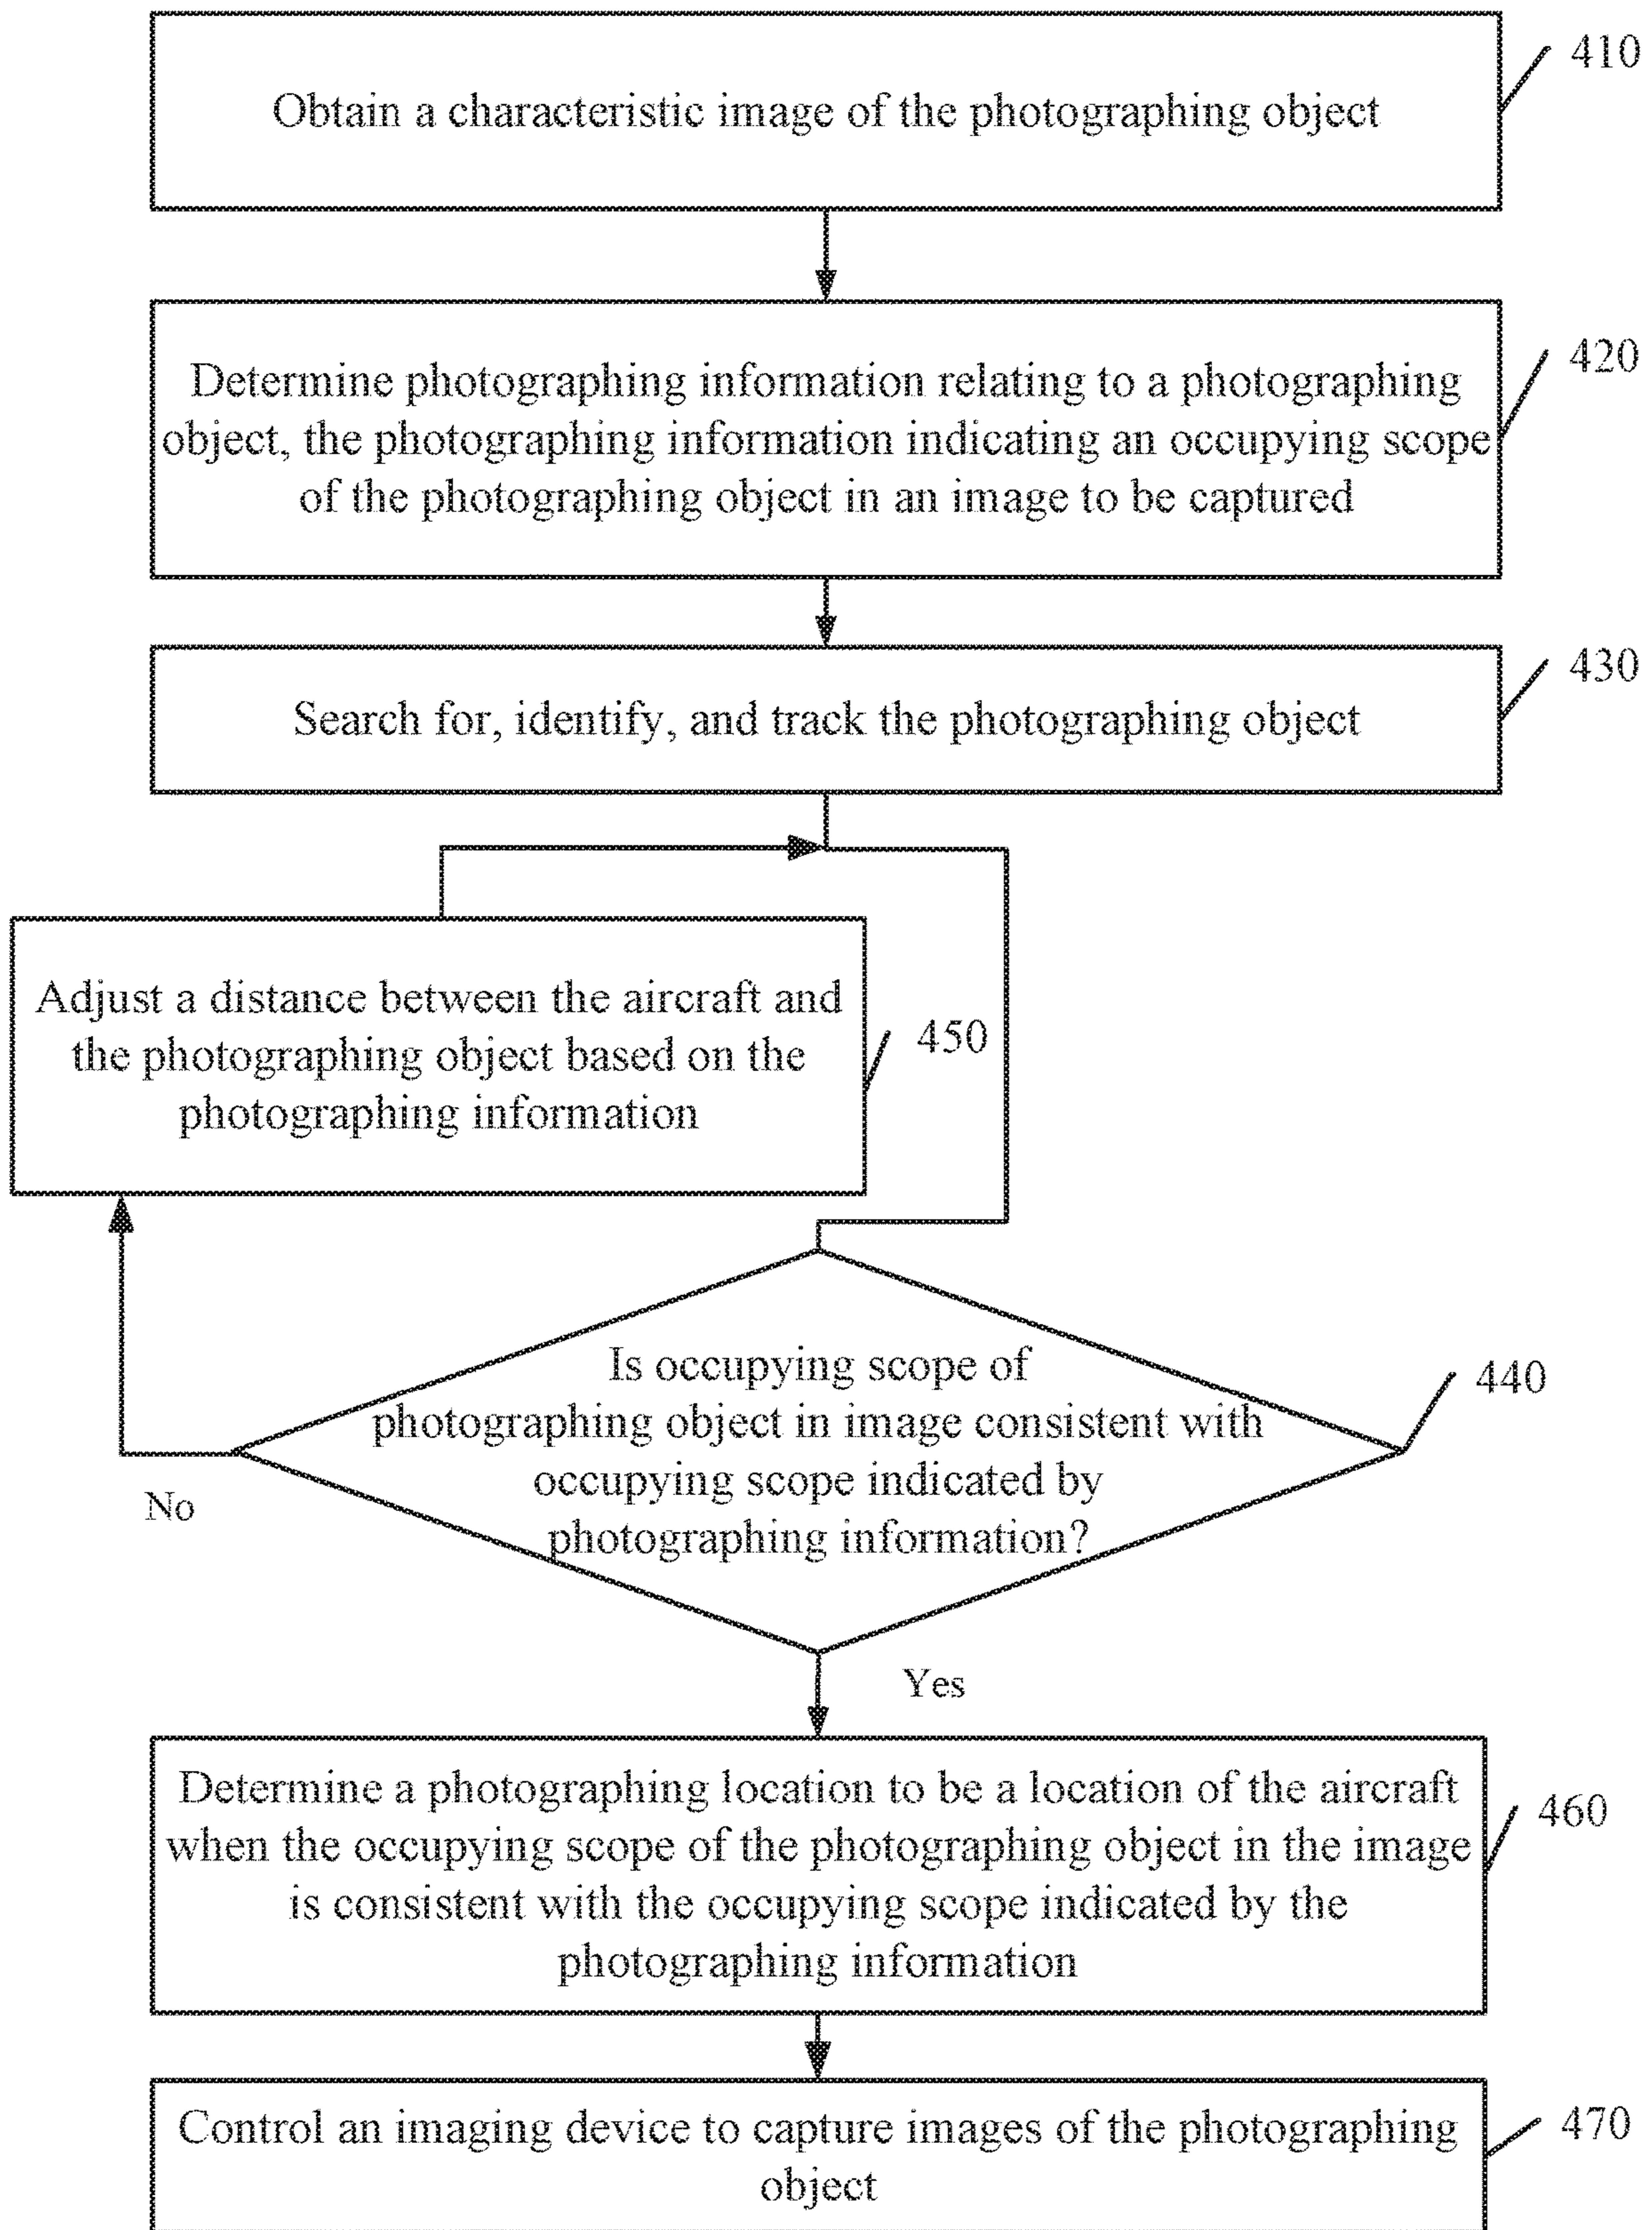 410
Obtain a characteristic image of the photographing object
420
Determine photographing information relating to a photographing
object, the photographing information indicating an occupying scope
of the photographing object in an image to be captured
430
Search for, identify, and track the photographing object
Adjust a distance between the aircraft and
the photographing object based on the
photographing information
450
Is occupying scope of
photographing object in image consistent with
occupying scope indicated by
photographing information?
440
No
Yes
Determine a photographing location to be a location of the aircraft
when the occupying scope of the photographing object in the image
is consistent with the occupying scope indicated by the
photographing information
460
Control an imaging device to capture images of the photographing
object
470